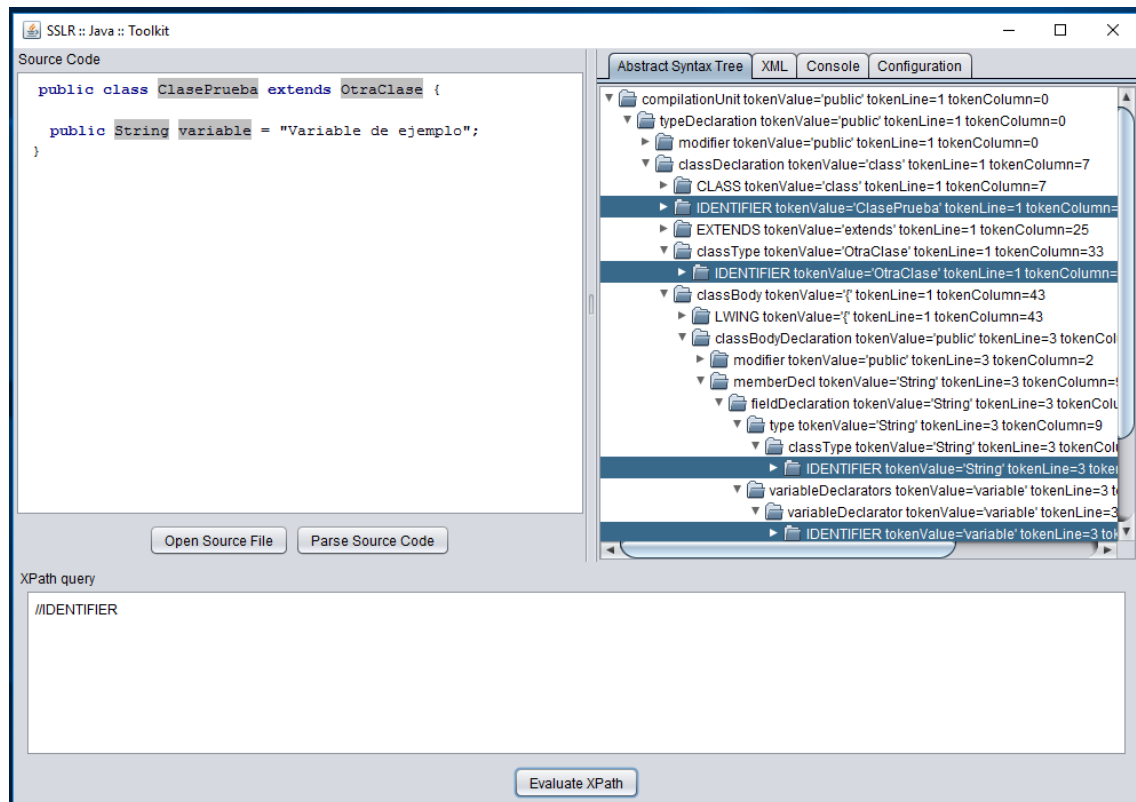 SSLR :: Java :: Toolkit
Source Code
public class ClasePrueba extends OtraClase {
public String variable = "Variable de ejemplo";
}
Open Source File
Parse Source Code
Abstract Syntax Tree XML Console Configuration
compilationUnit tokenValue='public' tokenLine=1 tokenColumn=0
typeDeclaration tokenValue='public' tokenLine=1 tokenColumn=0
modifier tokenValue='public' tokenLine=1 tokenColumn=0
classDeclaration tokenValue='class' tokenLine=1 tokenColumn=7
CLASS tokenValue='class' tokenLine=1 tokenColumn=7
IDENTIFIER tokenValue='ClasePrueba' tokenLine=1 tokenColumn=
EXTENDS tokenValue='extends' tokenLine=1 tokenColumn=25
classType tokenValue='OtraClase' tokenLine=1 tokenColumn=33
IDENTIFIER tokenValue='OtraClase' tokenLine=1 tokenColumn=
classBody tokenValue='{' tokenLine=1 tokenColumn=43
LWING tokenValue='{' tokenLine=1 tokenColumn=43
classBodyDeclaration tokenValue='public' tokenLine=3 tokenCol
modifier tokenValue='public' tokenLine=3 tokenColumn=2
memberDecl tokenValue='String' tokenLine=3 tokenColumn=
fieldDeclaration tokenValue='String' tokenLine=3 tokenColu
type tokenValue='String' tokenLine=3 tokenColumn=9
classType tokenValue='String' tokenLine=3 tokenCol
IDENTIFIER tokenValue='String' tokenLine=3 toke
variableDeclarators tokenValue='variable' tokenLine=3 t
variableDeclarator tokenValue='variable' tokenLine=3
IDENTIFIER tokenValue='variable' tokenLine=3 tok
XPath query
//IDENTIFIER
Evaluate XPath